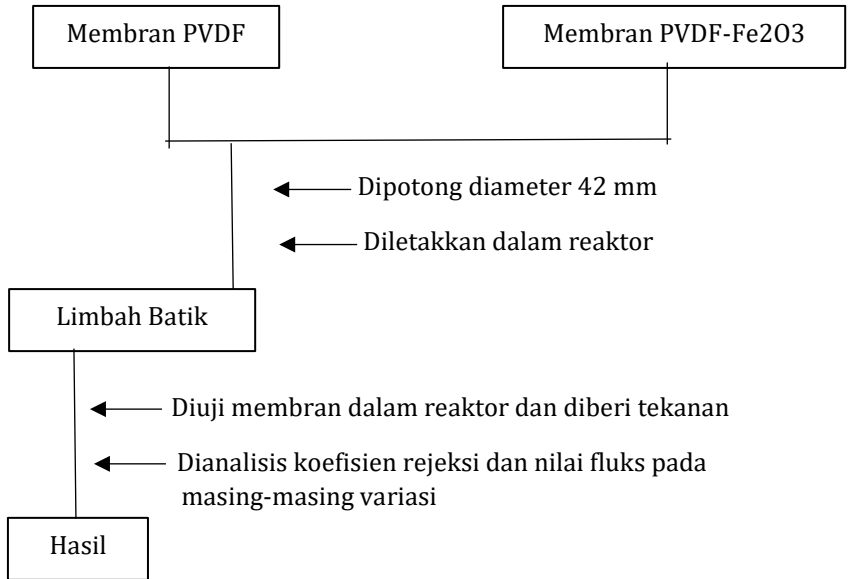 Membran PVDF
Membran PVDF-Fe2O3
Dipotong diameter 42 mm
Diletakkan dalam reaktor
Limbah Batik
Diuji membran dalam reaktor dan diberi tekanan
Dianalisis koefisien rejeksi dan nilai fluks pada
masing-masing variasi
Hasil